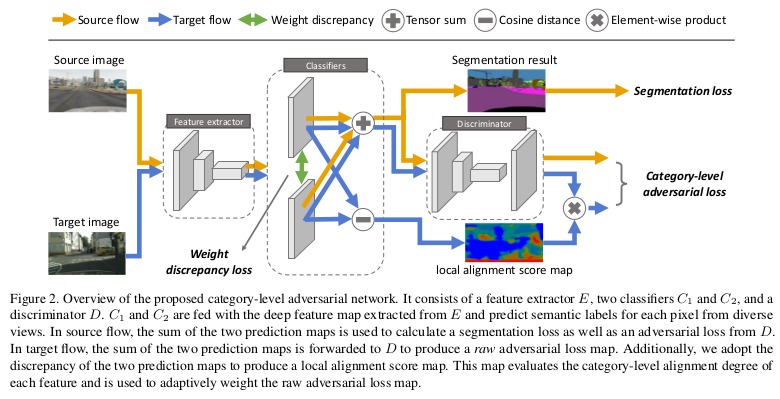 Source flow Target flow Weight discrepancy Tensor sum Cosine distance Element-wise product
Source image
Classifiers
Segmentation result
Segmentation loss
Feature extractor
Discriminator
Category-level
adversarial loss
Target image
Weight
discrepancy loss
local alignment score map
Figure 2. Overview of the proposed category-level adversarial network. It consists of a feature extractor E, two classifiers C1 and C2, and a
discriminator D. C1 and C2 are fed with the deep feature map extracted from E and predict semantic labels for each pixel from diverse
views. In source flow, the sum of the two prediction maps is used to calculate a segmentation loss as well as an adversarial loss from D.
In target flow, the sum of the two prediction maps is forwarded to D to produce a raw adversarial loss map. Additionally, we adopt the
discrepancy of the two prediction maps to produce a local alignment score map. This map evaluates the category-level alignment degree of
each feature and is used to adaptively weight the raw adversarial loss map.